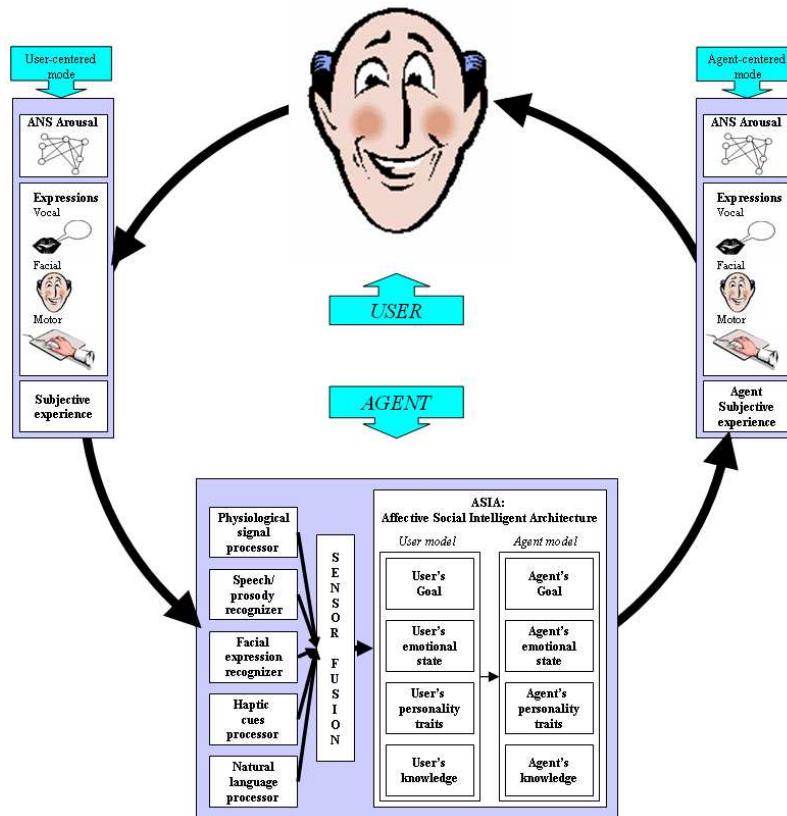 User-centered
mode
ANS Arousal
Expressions
Vocal
Facial
Motor
Subjective
experience
USER
AGENT
Agent-centered
mode
ANS Arousal
Expressions
Vocal
Facial
Motor
Agent
Subjective
experience
Physiological
signal
processor
Speech/
prosody
recognizer
Facial
expression
recognizer
Haptic
cues
processor
Natural
language
processor
SENSOR FUSION
ASIA:
Affective Social Intelligent Architecture
User model
User's
Goal
User's
emotional
state
User's
personality
traits
User's
knowledge
Agent model
Agent's
Goal
Agent's
emotional
state
Agent's
personality
traits
Agent's
knowledge